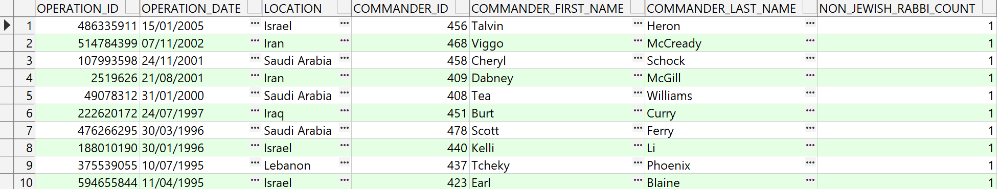 OPERATION_ID OPERATION_DATE LOCATION COMMANDER_ID COMMANDER_FIRST_NAME COMMANDER_LAST_NAME NON_JEWISH_RABBI_COUNT
1 486335911 15/01/2005 ... Israel ... 456 Talvin ... Heron ... 1
2 514784399 07/11/2002 ... Iran ... 468 Viggo ... McCready ... 1
3 107993598 24/11/2001 ... Saudi Arabia ... 458 Cheryl ... Schock ... 1
4 2519626 21/08/2001 ... Iran ... 409 Dabney ... McGill ... 1
5 49078312 31/01/2000 ... Saudi Arabia ... 408 Tea ... Williams ... 1
6 222620172 24/07/1997 ... Iraq ... 451 Burt ... Curry ... 1
7 476266295 30/03/1996 ... Saudi Arabia ... 478 Scott ... Ferry ... 1
8 188010190 30/01/1996 ... Israel ... 440 Kelli ... Li ... 1
9 375539055 10/07/1995 ... Lebanon ... 437 Tcheky ... Phoenix ... 1
10 594655844 11/04/1995 ... Israel ... 423 Earl ... Blaine ... 1